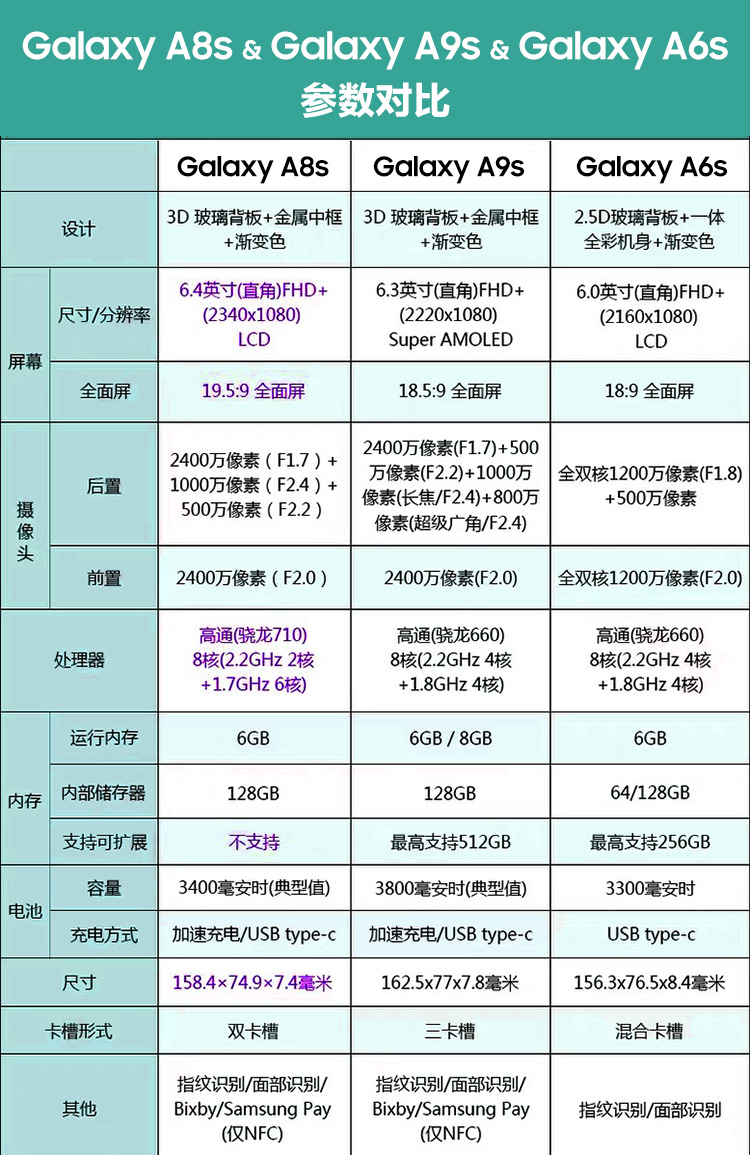 Galaxy A8s & Galaxy A9s & Galaxy A6s
参数对比
Galaxy A8s
Galaxy A9s
Galaxy A6s
设计
3D 玻璃背板+金属中框
+渐变色
3D 玻璃背板+金属中框
+渐变色
2.5D玻璃背板+一体
全彩机身+渐变色
屏幕
尺寸/分辨率
6.4英寸(直角)FHD+
(2340x1080)
LCD
6.3英寸(直角)FHD+
(2220x1080)
Super AMOLED
6.0英寸(直角)FHD+
(2160x1080)
LCD
全面屏
19.5:9 全面屏
18.5:9 全面屏
18:9 全面屏
摄
像
头
后置
2400万像素（F1.7）+
1000万像素（F2.4）+
500万像素（F2.2）
2400万像素(F1.7)+500
万像素(F2.2)+1000万
像素(长焦/F2.4)+800万
像素(超级广角/F2.4)
全双核1200万像素(F1.8)
+500万像素
前置
2400万像素（F2.0）
2400万像素(F2.0)
全双核1200万像素(F2.0)
处理器
高通(骁龙710)
8核(2.2GHz 2核
+1.7GHz 6核)
高通(骁龙660)
8核(2.2GHz 4核
+1.8GHz 4核)
高通(骁龙660)
8核(2.2GHz 4核
+1.8GHz 4核)
内存
运行内存
6GB
6GB / 8GB
6GB
内部储存器
128GB
128GB
64/128GB
支持可扩展
不支持
最高支持512GB
最高支持256GB
电池
容量
3400毫安时(典型值)
3800毫安时(典型值)
3300毫安时
充电方式
加速充电/USB type-c
加速充电/USB type-c
USB type-c
尺寸
158.4×74.9×7.4毫米
162.5x77x7.8毫米
156.3x76.5x8.4毫米
卡槽形式
双卡槽
三卡槽
混合卡槽
其他
指纹识别/面部识别/
Bixby/Samsung Pay
(仅NFC)
指纹识别/面部识别/
Bixby/Samsung Pay
(仅NFC)
指纹识别/面部识别